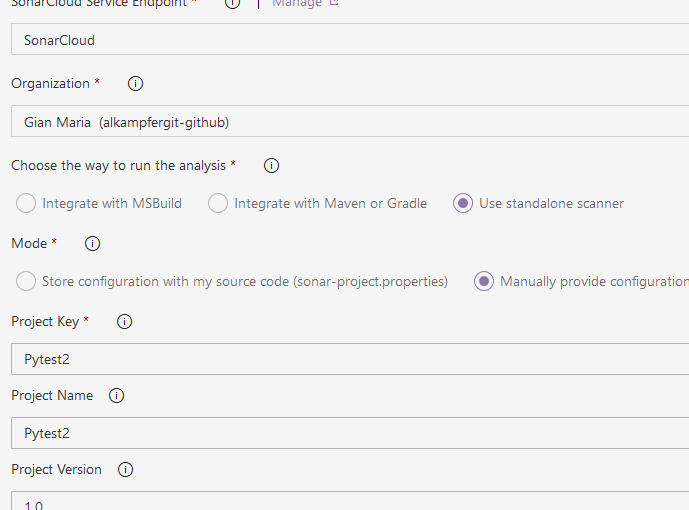 SonarCloud Service Endpoint * | Manage
SonarCloud
Organization *
Gian Maria (alkampfergit-github)
Choose the way to run the analysis *
Integrate with MSBuild Integrate with Maven or Gradle Use standalone scanner
Mode *
Store configuration with my source code (sonar-project.properties) Manually provide configuration
Project Key *
Pytest2
Project Name
Pytest2
Project Version
1.0